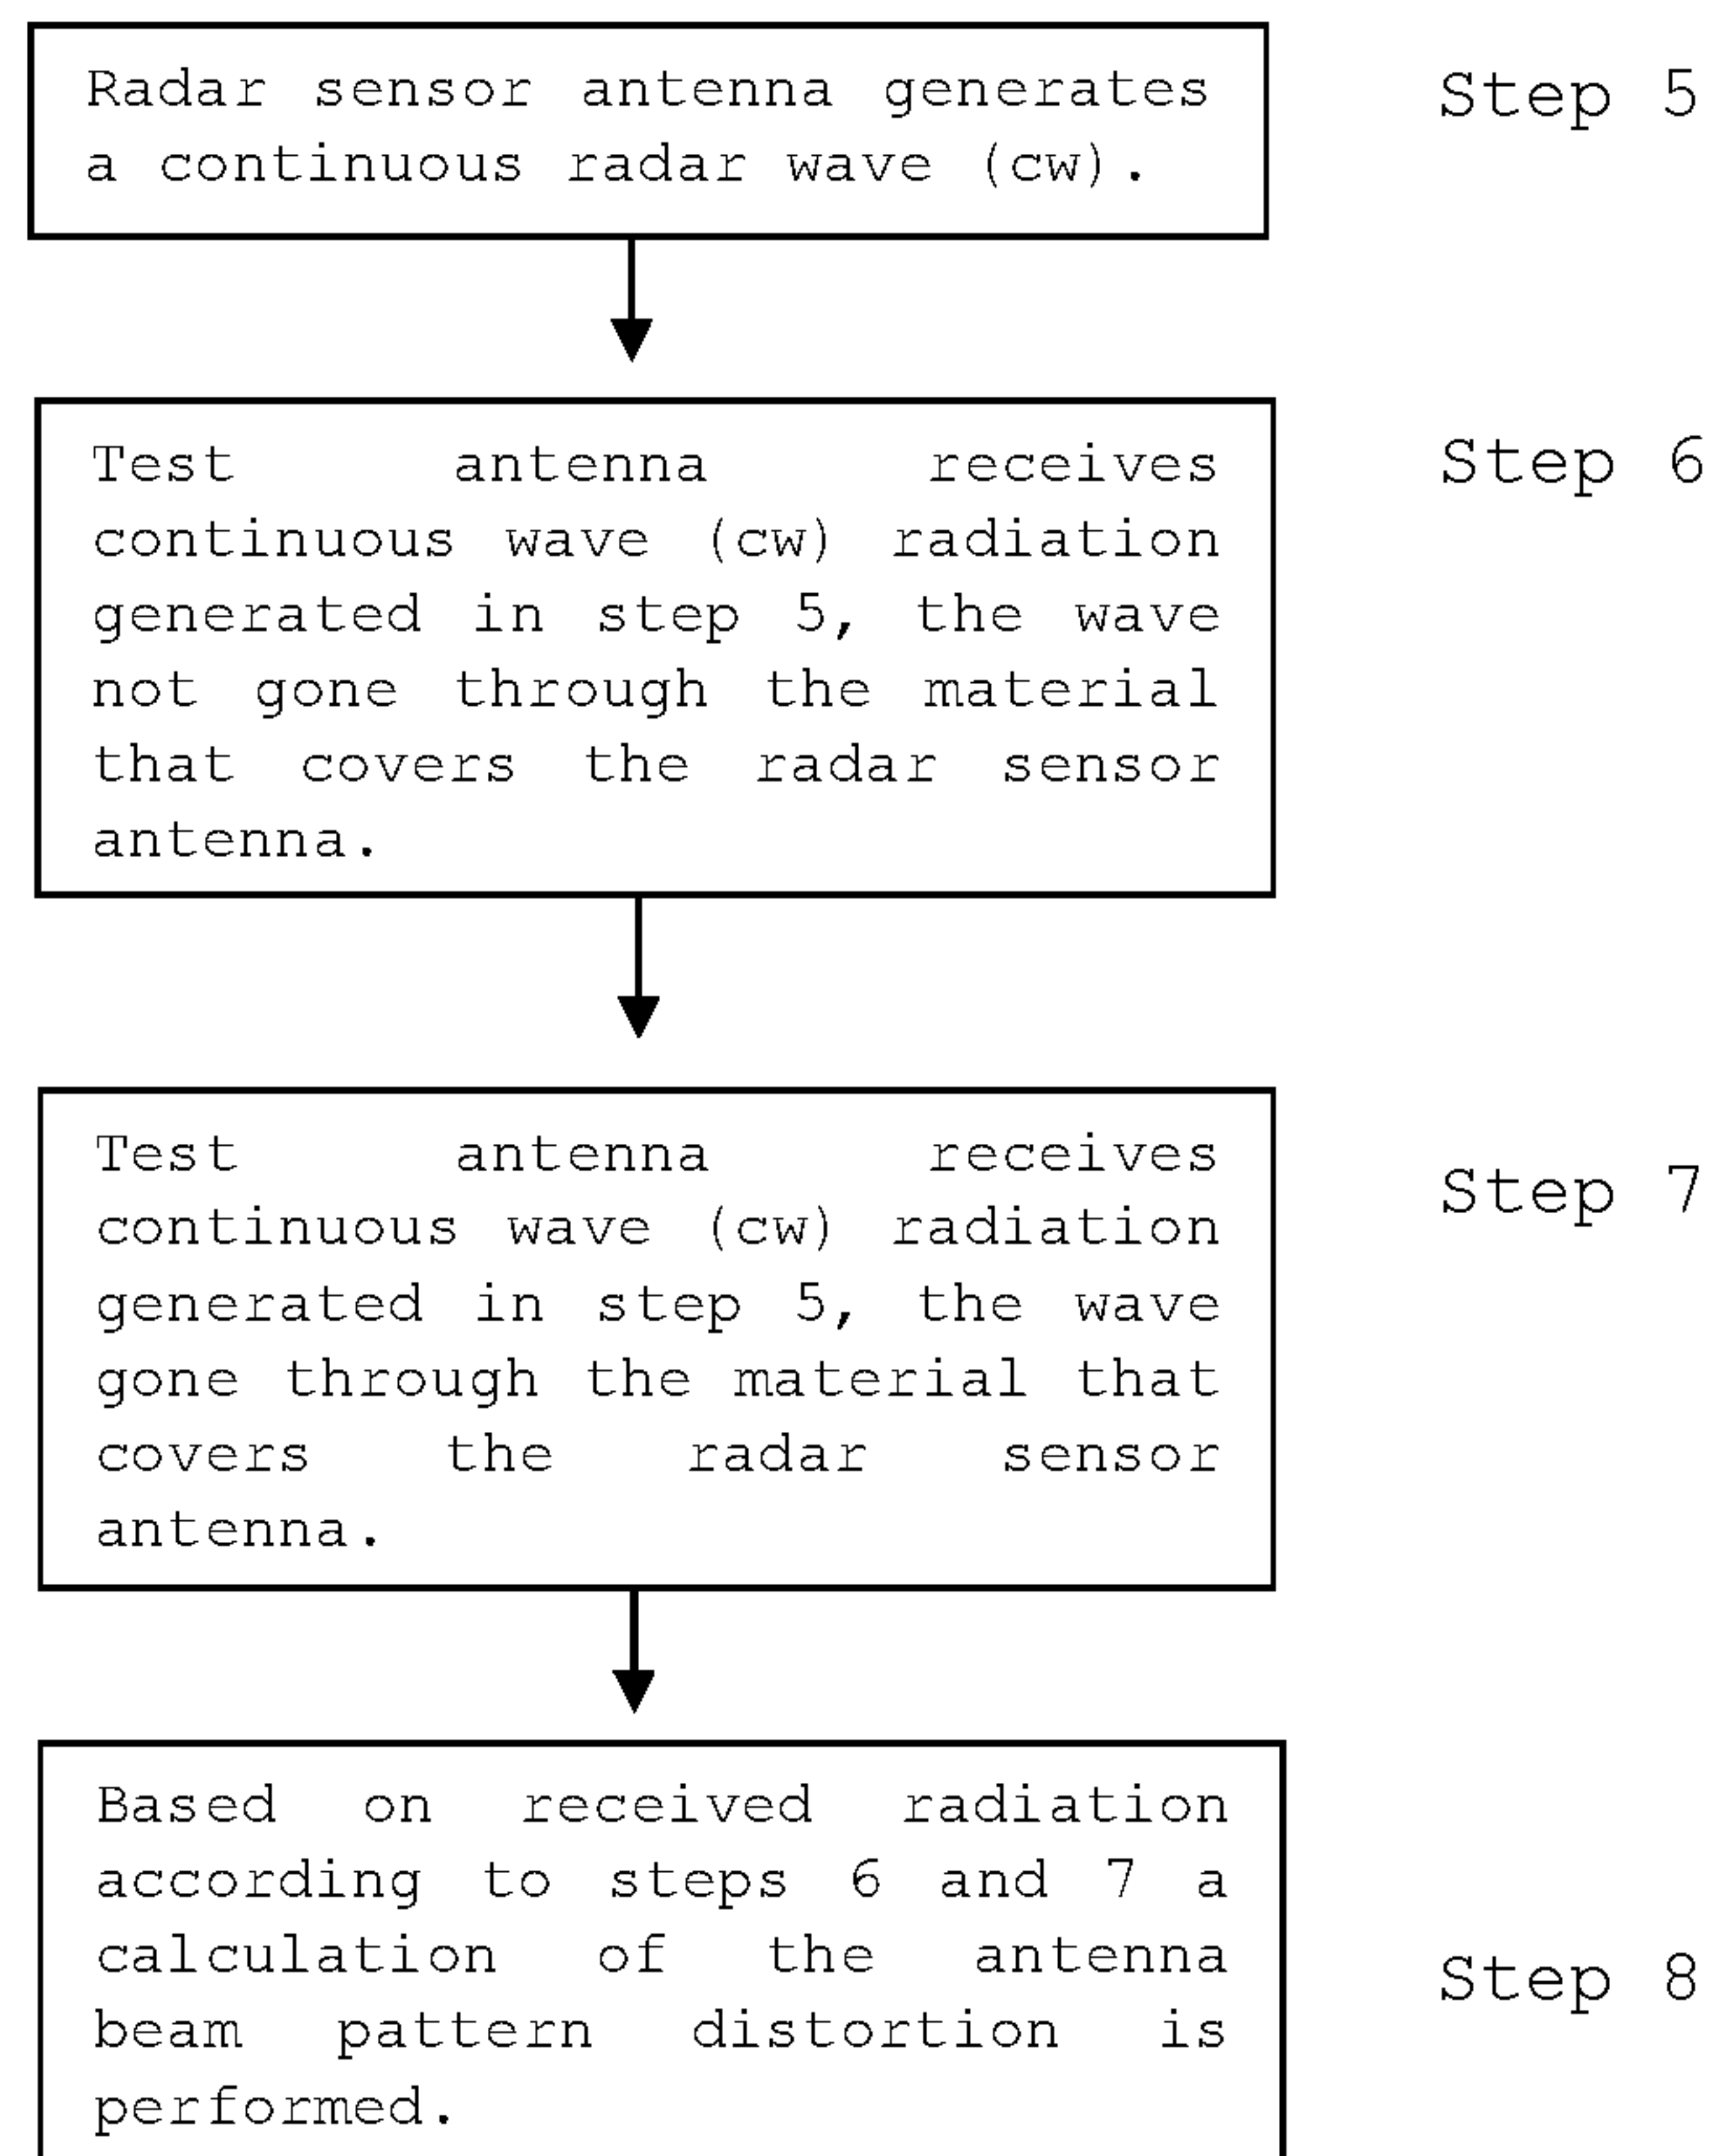 Radar sensor antenna generates
a continuous radar wave (cw).
Step 5
Test antenna receives
continuous wave (cw) radiation
generated in step 5, the wave
not gone through the material
that covers the radar sensor
antenna.
Step 6
Test antenna receives
continuous wave (cw) radiation
generated in step 5, the wave
gone through the material that
covers the radar sensor
antenna.
Step 7
Based on received radiation
according to steps 6 and 7 a
calculation of the antenna
beam pattern distortion is
performed.
Step 8